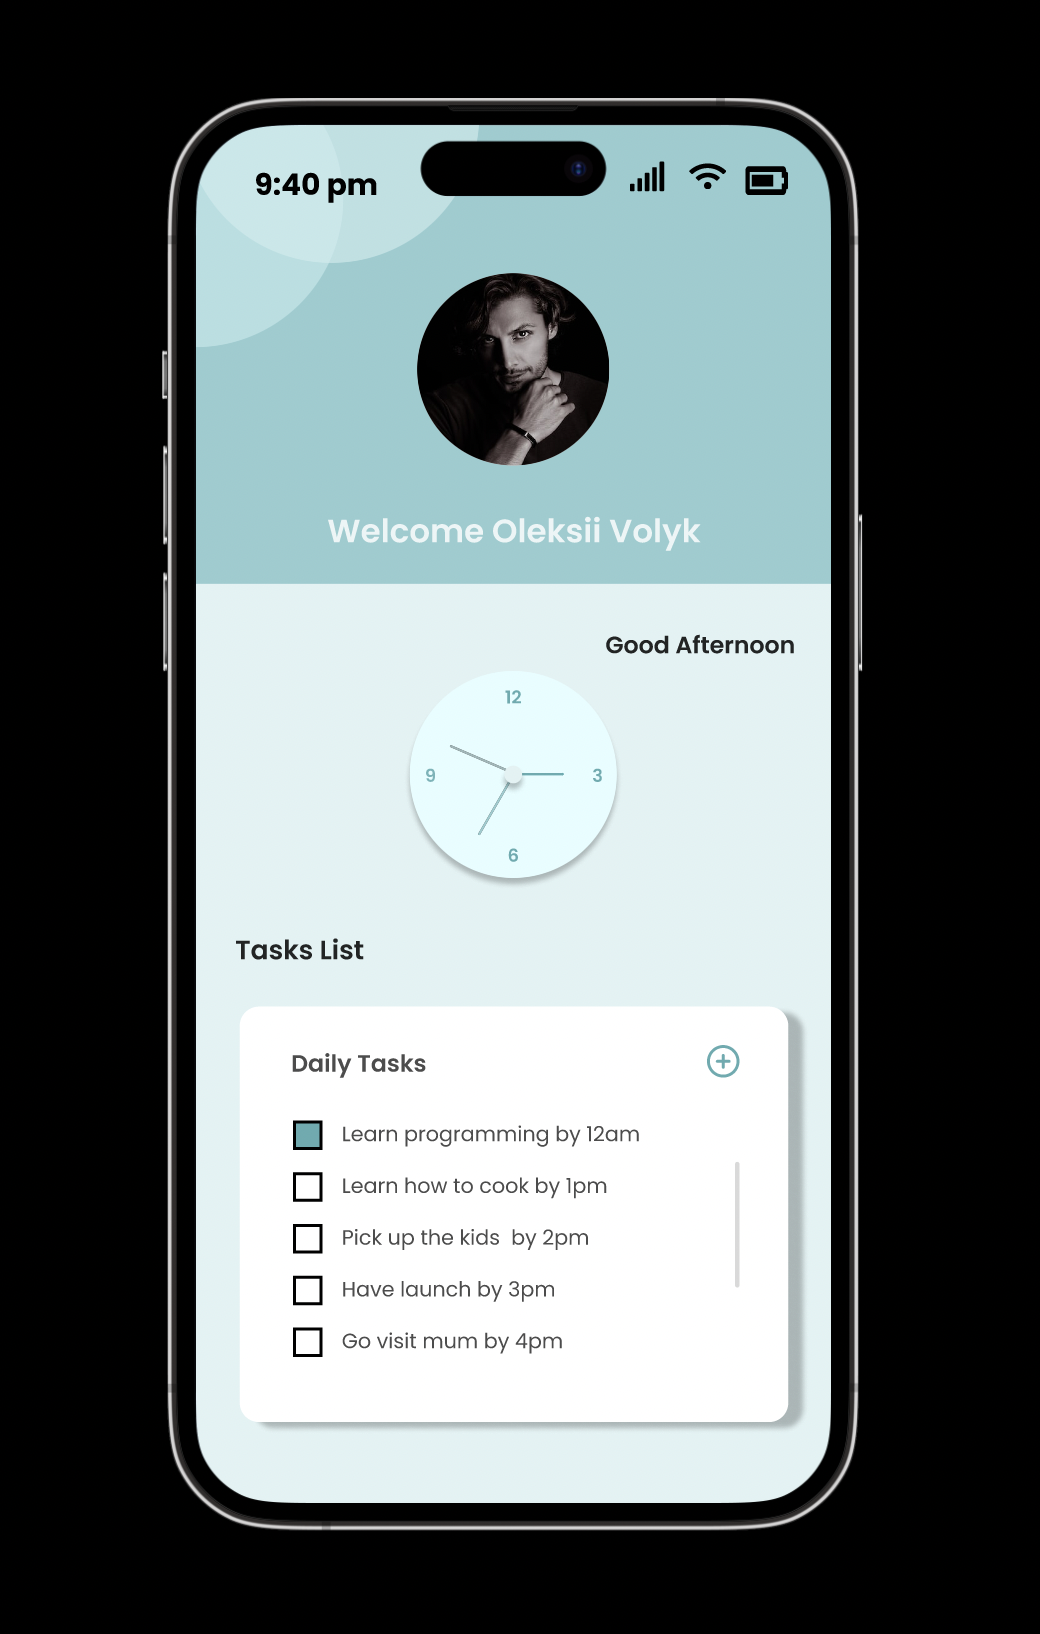 9:40 pm
Welcome Oleksii Volyk
Good Afternoon
12
9
3
6
Tasks List
Daily Tasks
Learn programming by 12am
Learn how to cook by 1pm
Pick up the kids  by 2pm
Have launch by 3pm
Go visit mum by 4pm